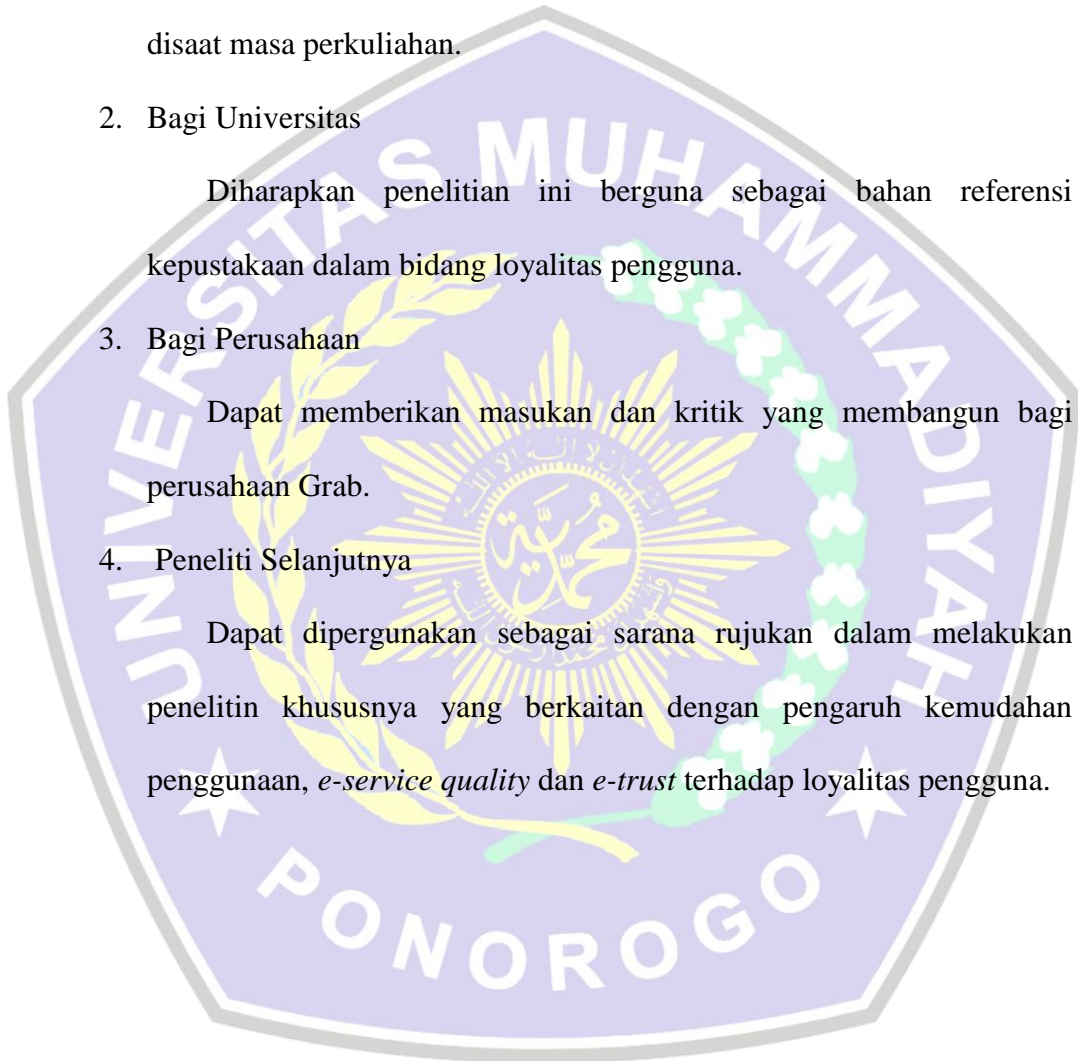 disaat masa perkuliahan.
2. Bagi Universitas
Diharapkan penelitian ini berguna sebagai bahan referensi
kepustakaan dalam bidang loyalitas pengguna.
3. Bagi Perusahaan
Dapat memberikan masukan dan kritik yang membangun bagi
perusahaan Grab.
4. Peneliti Selanjutnya
Dapat dipergunakan sebagai sarana rujukan dalam melakukan
penelitin khususnya yang berkaitan dengan pengaruh kemudahan
penggunaan, e-service quality dan e-trust terhadap loyalitas pengguna.
UNIVERSITAS MUHAMMADIYAH
PONOROGO
محمدية